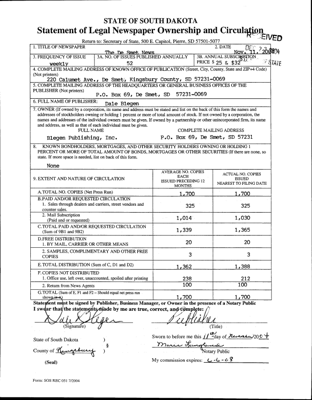 STATE OF SOUTH DAKOTA
Statement of Legal Newspaper Ownership and Circulation
Return to: Secretary of State, 500 E. Capitol, Pierre, SD 57501-5077
1. TITLE OF NEWSPAPER
The De Smet News
2. DATE
Nov. 11, 2004
3. FREQUENCY OF ISSUE
weekly
3A. NO. OF ISSUES PUBLISHED ANNUALLY
52
3B. ANNUAL SUBSCRIPTION
PRICE $ 25 & $32
4. COMPLETE MAILING ADDRESS OF KNOWN OFFICE OF PUBLICATION (Street, City, County, State and ZIP+4 Code)
(Not printers)
220 Calumet Ave., De Smet, Kingsbury County, SD 57231-0069
5. COMPLETE MAILING ADDRESS OF THE HEADQUARTERS OR GENERAL BUSINESS OFFICES OF THE
PUBLISHER (Not printer)
P.O. Box 69, De Smet, SD 57231-0069
6. FULL NAME OF PUBLISHER:
Dale Blegen
7. OWNER (If owned by a corporation, its name and address must be stated and list on the back of this form the names and
addresses of stockholders owning or holding 1 percent or more of total amount of stock. If not owned by a corporation, the
names and addresses of the individual owners must be given. If owned by a partnership or other unincorporated firm, its name
and address, as well as that of each individual must be given.
FULL NAME
COMPLETE MAILING ADDRESS
Blegen Publishing, Inc.
P.O. Box 69, De Smet, SD 57231
8. KNOWN BONDHOLDERS, MORTGAGES, AND OTHER SECURITY HOLDERS OWNING OR HOLDING 1
PERCENT OR MORE OF TOTAL AMOUNT OF BONDS, MORTGAGES OR OTHER SECURITIES (If there are none, so
state. If more space is needed, list on back of this form.
None
9. EXTENT AND NATURE OF CIRCULATION
AVERAGE NO. COPIES
EACH
ISSUED PRECEDING 12
MONTHS
ACTUAL NO. COPIES
ISSUED
NEAREST TO FILING DATE
A. TOTAL NO. COPIES (Net Press Run)
1,700
1,700
B. PAID AND/OR REQUESTED CIRCULATION
1. Sales through dealers and carriers, street vendors and
counter sales.
325
325
2. Mail Subscription
(Paid and or requested)
1,014
1,030
C. TOTAL PAID AND/OR REQUESTED CIRCULATION
(Sum of 9B1 and 9B2)
1,339
1,365
D. FREE DISTRIBUTION
1. BY MAIL, CARRIER OR OTHER MEANS
20
20
2. SAMPLES, COMPLIMENTARY AND OTHER FREE
COPIES
3
3
E. TOTAL DISTRIBUTION (Sum of C, D1 and D2)
1,362
1,388
F. COPIES NOT DISTRIBUTED
1. Office use, left over, unaccounted, spoiled after printing
238
212
2. Return from News Agents
100
100
G. TOTAL (Sum of E, F1 and F2 - Should equal net press run
1,700
1,700
Statement must be signed by Publisher, Business Manager, or Owner in the presence of a Notary Public
I swear that the statements made by me are true, correct, and complete:
Dale Blegen
Publisher
(Signature)
(Title)
State of South Dakota )
County of Kingsbury )
§
Sworn to before me this 11th day of
Notary Public
(Seal)
My commission expires: 6-6-08
Form: SOS REC 051 7/2004